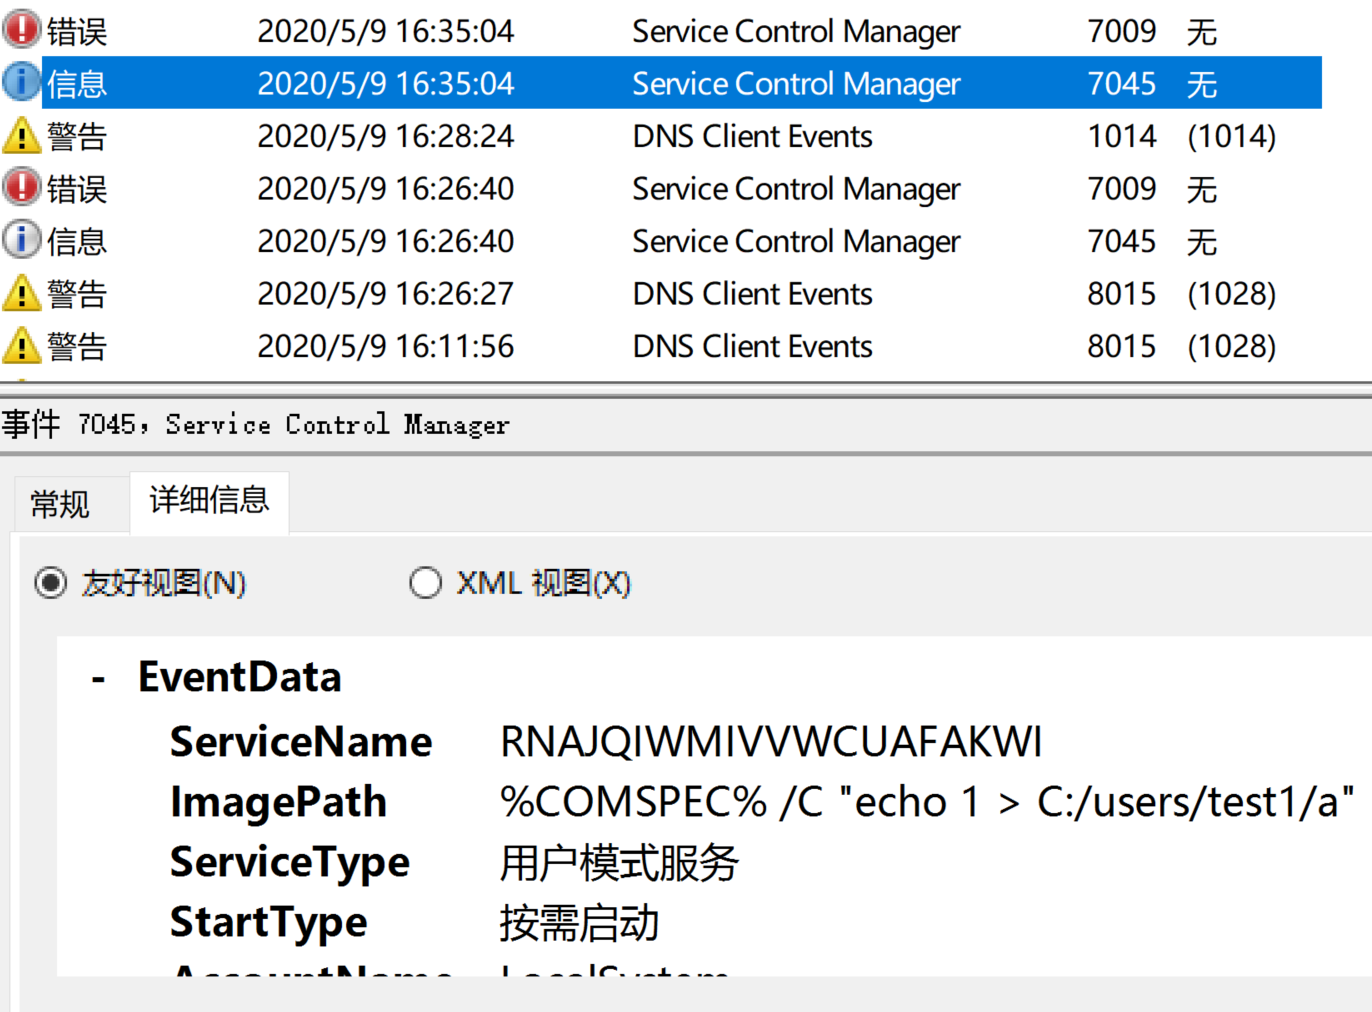 错误 2020/5/9 16:35:04 Service Control Manager 7009 无
信息 2020/5/9 16:35:04 Service Control Manager 7045 无
警告 2020/5/9 16:28:24 DNS Client Events 1014 (1014)
错误 2020/5/9 16:26:40 Service Control Manager 7009 无
信息 2020/5/9 16:26:40 Service Control Manager 7045 无
警告 2020/5/9 16:26:27 DNS Client Events 8015 (1028)
警告 2020/5/9 16:11:56 DNS Client Events 8015 (1028)
事件 7045，Service Control Manager
常规 详细信息
友好视图(N) XML 视图(X)
- EventData
ServiceName RNAJQIWMIVVWCUAFAKWI
ImagePath %COMSPEC% /C "echo 1 > C:/users/test1/a"
ServiceType 用户模式服务
StartType 按需启动
AccountName LocalSystem